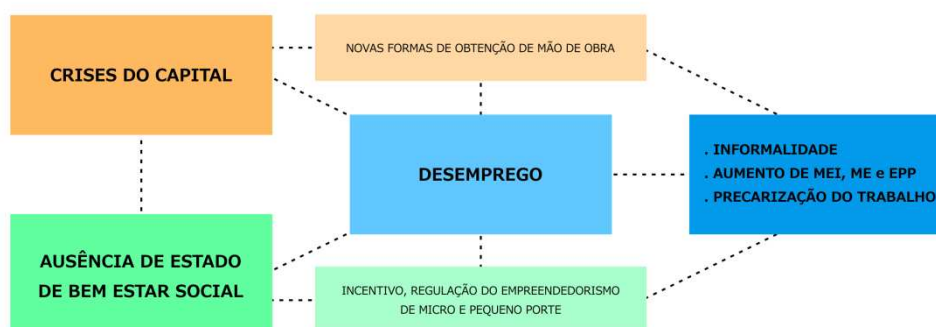 NOVAS FORMAS DE OBTENÇÃO DE MÃO DE OBRA
CRISES DO CAPITAL
DESEMPREGO
. INFORMALIDADE
. AUMENTO DE MEI, ME e EPP
. PRECARIZAÇÃO DO TRABALHO
AUSÊNCIA DE ESTADO
DE BEM ESTAR SOCIAL
INCENTIVO, REGULAÇÃO DO EMPREENDEDORISMO
DE MICRO E PEQUENO PORTE